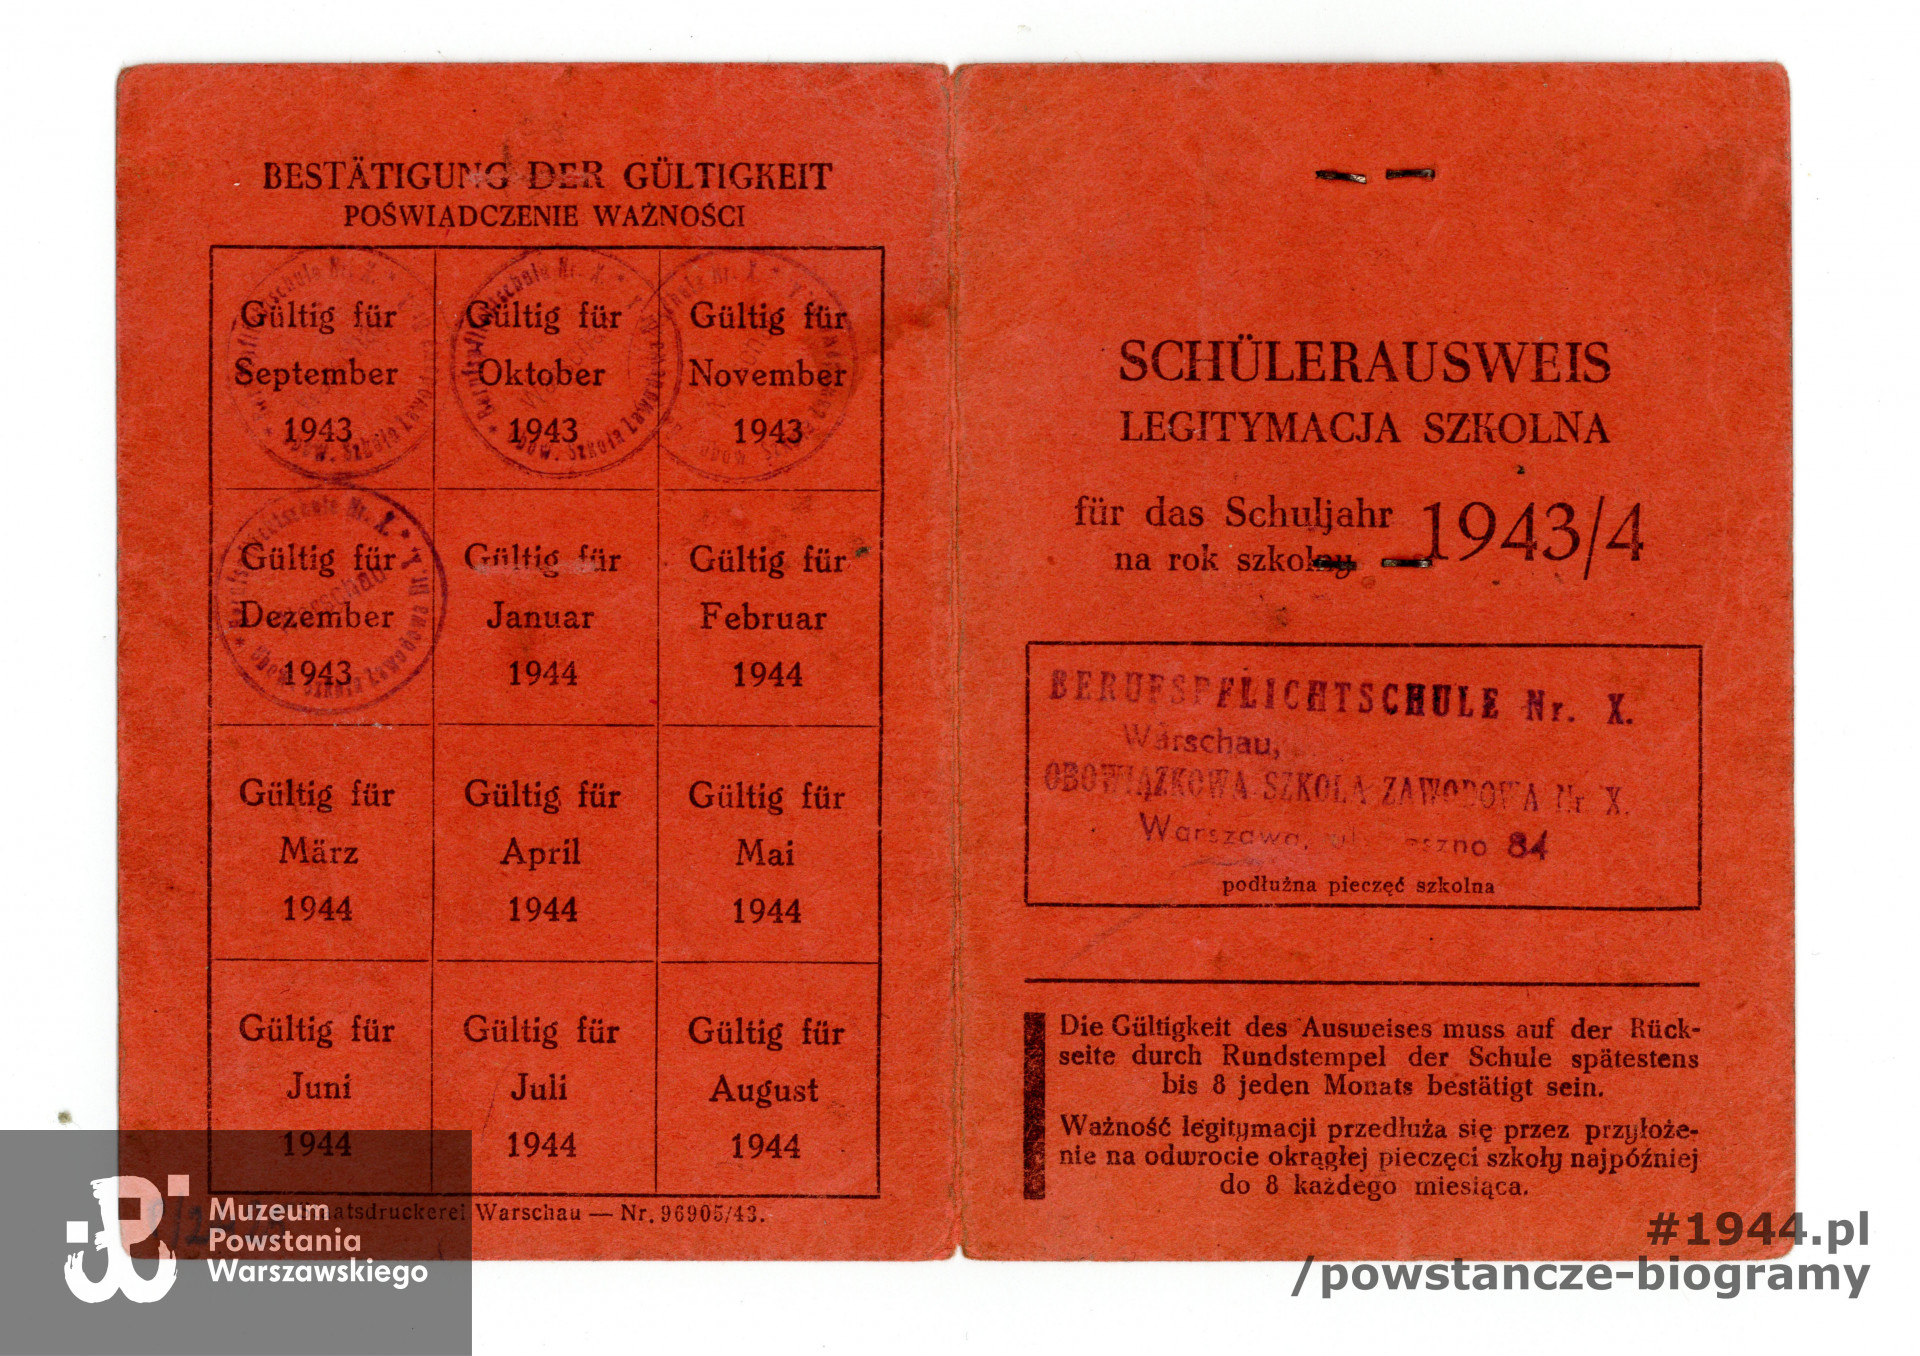 BESTÄTIGUNG DER GÜLTIGKEIT
POŚWIADCZENIE WAŻNOŚCI
Gültig für
September
1943
Gültig für
Oktober
1943
Gültig für
November
1943
Gültig für
Dezember
1943
Gültig für
Januar
1944
Gültig für
Februar
1944
Gültig für
März
1944
Gültig für
April
1944
Gültig für
Mai
1944
Gültig für
Juni
1944
Gültig für
Juli
1944
Gültig für
August
1944
Warschau — Nr. 96905/43.
SCHÜLERAUSWEIS
LEGITYMACJA SZKOLNA
für das Schuljahr 1943/4
na rok szkolny
BERUFSPFLICHTSCHULE Nr. X.
Warschau,
OBOWIĄZKOWA SZKOŁA ZAWODOWA Nr X.
Warszawa, 84
podłużna pieczęć szkolna
Die Gültigkeit des Ausweises muss auf der Rück-
seite durch Rundstempel der Schule spätestens
bis 8 jeden Monats bestätigt sein.
Ważność legitymacji przedłuża się przez przyłoże-
nie na odwrocie okrągłej pieczęci szkoły najpóźniej
do 8 każdego miesiąca.
Muzeum
Powstania
Warszawskiego
#1944.pl
/powstancze-biogramy